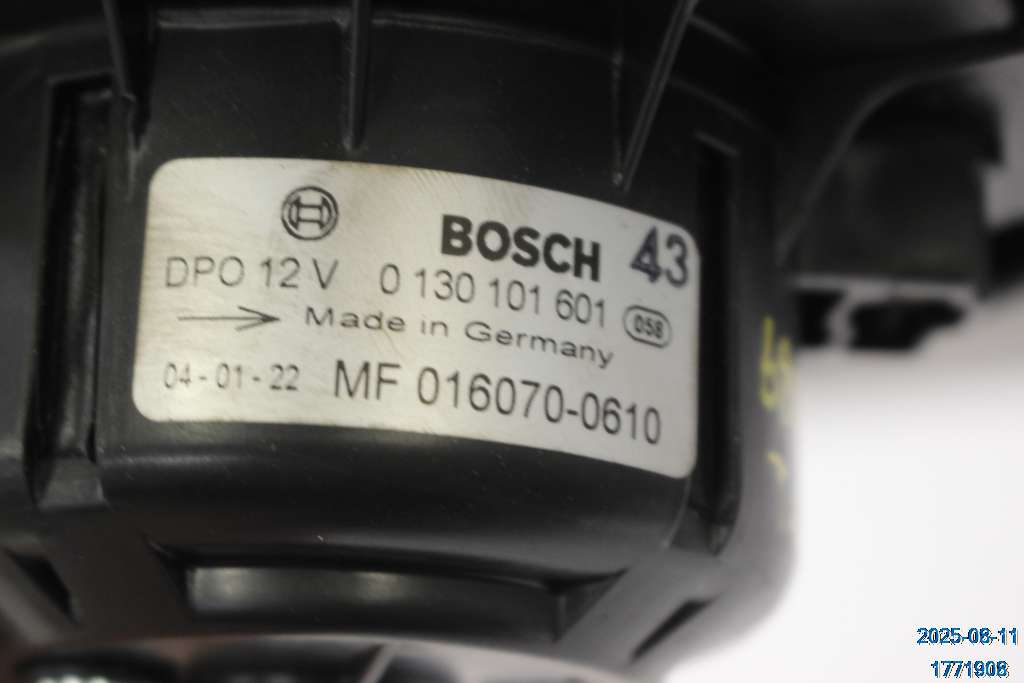 BOSCH 43
DPO 12 V 0 130 101 601 058
Made in Germany
04-01-22 MF 016070-0610
2025-08-11
1771908